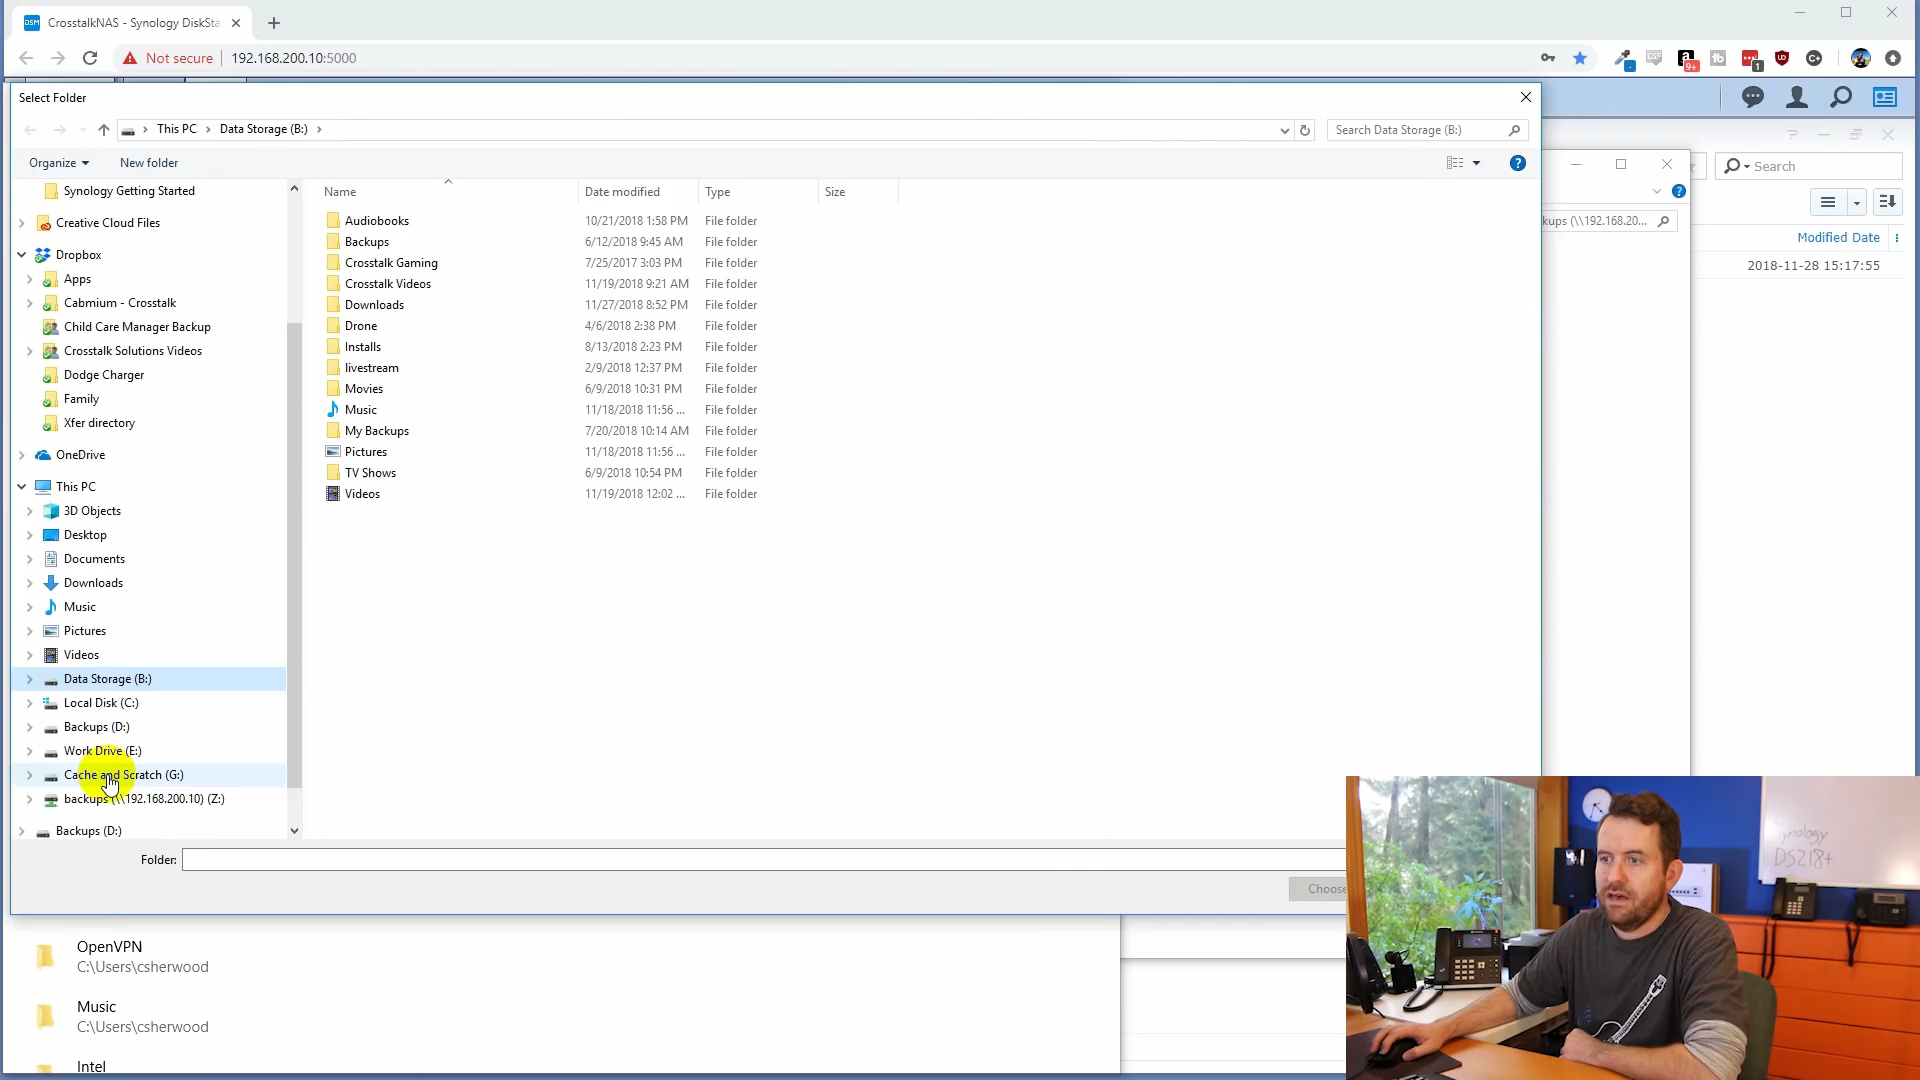 CrosstalkNAS - Synology DiskSta
Not secure
192.168.200.10:5000
9+
1
Select Folder
This PC
Data Storage (B:)
Search Data Storage (B:)
Organize
New folder
Search
Name
Date modified
Type
Size
kups (\\192.168.20...
Modified Date
2018-11-28 15:17:55
Synology Getting Started
Creative Cloud Files
Dropbox
Apps
Cabmium - Crosstalk
Child Care Manager Backup
Crosstalk Solutions Videos
Dodge Charger
Family
Xfer directory
OneDrive
This PC
3D Objects
Desktop
Documents
Downloads
Music
Pictures
Videos
Data Storage (B:)
Local Disk (C:)
Backups (D:)
Work Drive (E:)
Cache and Scratch (G:)
backups (\\192.168.200.10) (Z:)
Backups (D:)
Audiobooks 10/21/2018 1:58 PM File folder
Backups 6/12/2018 9:45 AM File folder
Crosstalk Gaming 7/25/2017 3:03 PM File folder
Crosstalk Videos 11/19/2018 9:21 AM File folder
Downloads 11/27/2018 8:52 PM File folder
Drone 4/6/2018 2:38 PM File folder
Installs 8/13/2018 2:23 PM File folder
livestream 2/9/2018 12:37 PM File folder
Movies 6/9/2018 10:31 PM File folder
Music 11/18/2018 11:56 ... File folder
My Backups 7/20/2018 10:14 AM File folder
Pictures 11/18/2018 11:56 ... File folder
TV Shows 6/9/2018 10:54 PM File folder
Videos 11/19/2018 12:02 ... File folder
Folder:
Choose
OpenVPN
C:\Users\csherwood
Music
C:\Users\csherwood
Intel
Synology
DS218+